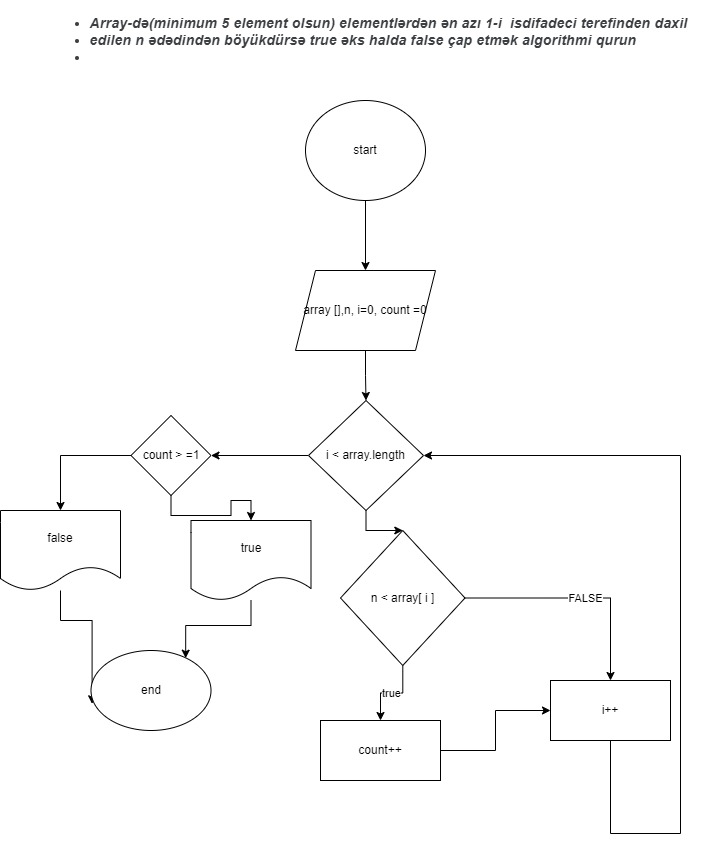 Array-də(minimum 5 element olsun) elementlərdən ən azı 1-i isdifadeci terefinden daxil
edilen n ədədindən böyükdürsə true əks halda false çap etmək algorithmi qurun
start
array [],n, i=0, count =0
count > =1
i < array.length
false
true
n < array[ i ]
FALSE
true
end
i++
count++